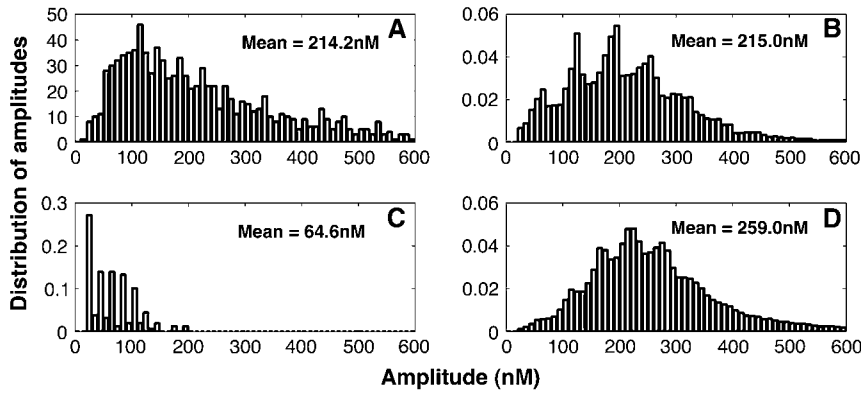 Distribution of amplitudes
50
40
30
20
10
0
0 100 200 300 400 500 600
Mean = 214.2nM
A
0.06
0.04
0.02
0
0 100 200 300 400 500 600
Mean = 215.0nM
B
0.3
0.2
0.1
0
0 100 200 300 400 500 600
Mean = 64.6nM
C
0.06
0.04
0.02
0
0 100 200 300 400 500 600
Mean = 259.0nM
D
Amplitude (nM)